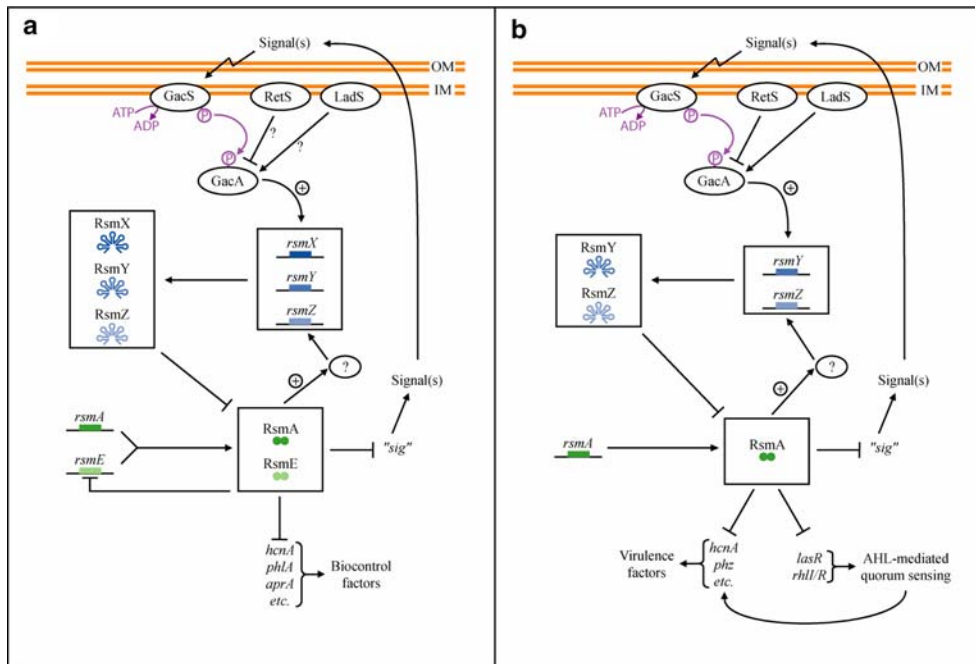 a
Signal(s)
OM
IM
GacS
RetS
LadS
ATP
ADP
P
?
?
P
GacA
+
RsmX
RsmY
RsmZ
rsmX
rsmY
rsmZ
?
+
Signal(s)
rsmA
rsmE
RsmA
RsmE
"sig"
hcnA
phlA
aprA
etc.
Biocontrol
factors
b
Signal(s)
OM
IM
GacS
RetS
LadS
ATP
ADP
P
P
GacA
+
RsmY
RsmZ
rsmY
rsmZ
?
+
Signal(s)
rsmA
RsmA
"sig"
Virulence
factors
hcnA
phz
etc.
lasR
rhlI/R
AHL-mediated
quorum sensing